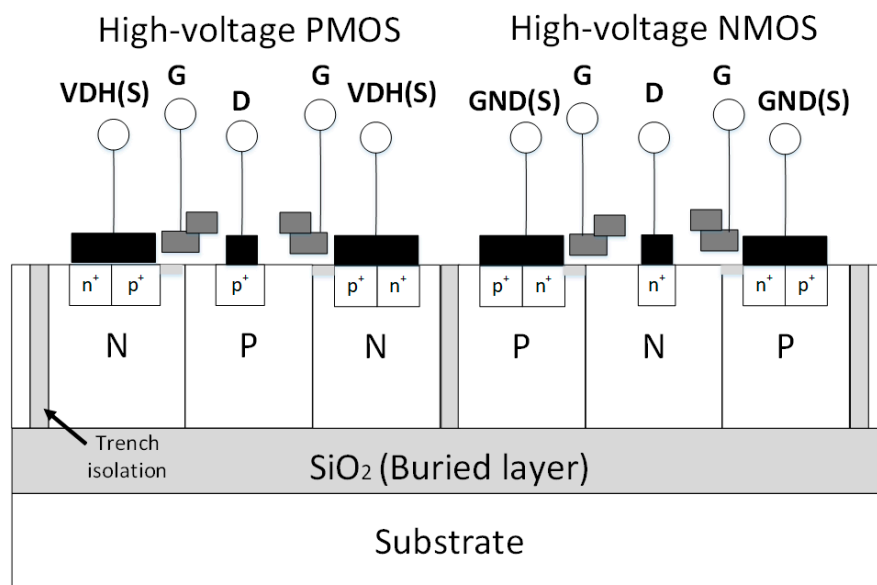 High-voltage PMOS
High-voltage NMOS
VDH(S) G D G VDH(S) GND(S) G D G GND(S)
n+ p+ p+ p+ n+ p+ n+ n+ n+ p+
N P N P N P
Trench
isolation
SiO2 (Buried layer)
Substrate